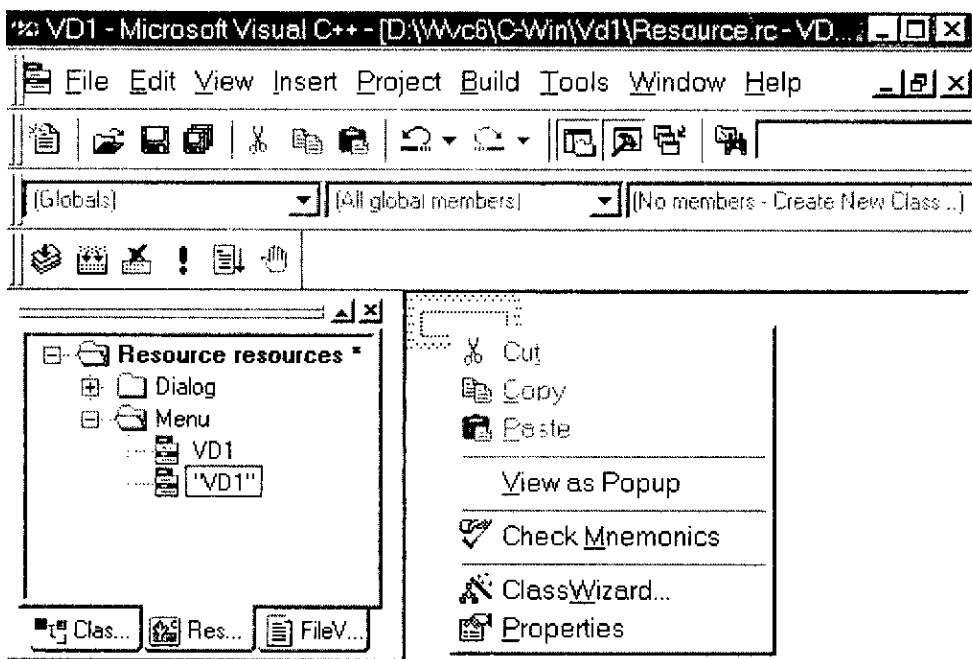 VD1 - Microsoft Visual C++ - [D:\Wvc6\C-Win\Vd1\Resource.rc - VD...
File Edit View Insert Project Build Tools Window Help
(Globals) (All global members) (No members - Create New Class...)
Resource resources *
Dialog
Menu
VD1
"VD1"
Clas... Res... FileV...
Cut
Copy
Paste
View as Popup
Check Mnemonics
ClassWizard...
Properties